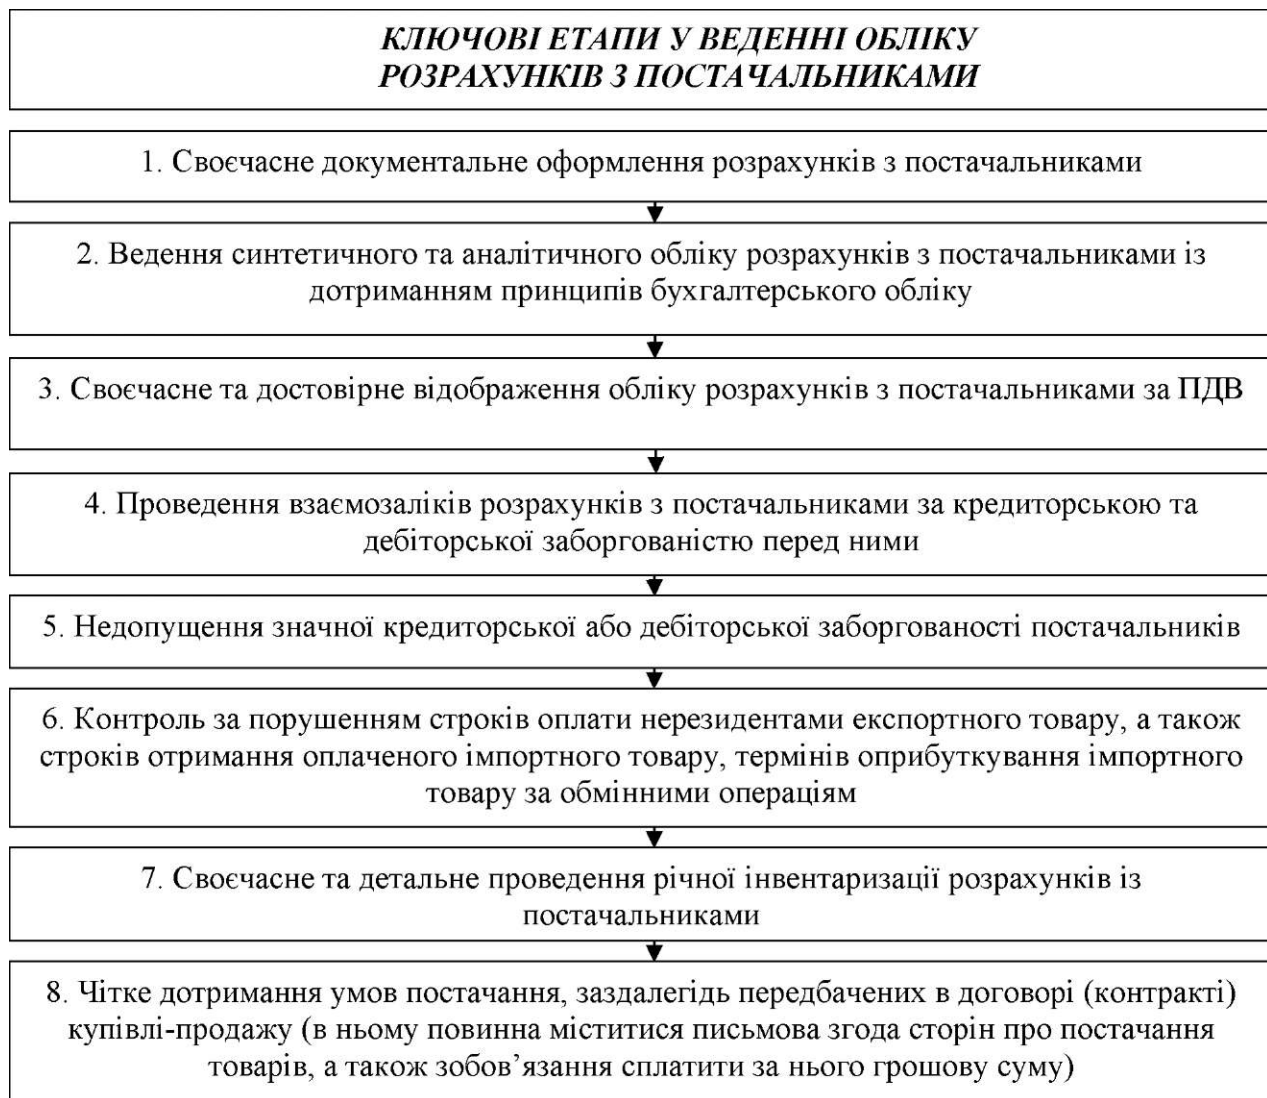 КЛЮЧОВІ ЕТАПИ У ВЕДЕННІ ОБЛІКУ
РОЗРАХУНКІВ З ПОСТАЧАЛЬНИКАМИ
1. Своєчасне документальне оформлення розрахунків з постачальниками
2. Ведення синтетичного та аналітичного обліку розрахунків з постачальниками із
дотриманням принципів бухгалтерського обліку
3. Своєчасне та достовірне відображення обліку розрахунків з постачальниками за ПДВ
4. Проведення взаємозаліків розрахунків з постачальниками за кредиторською та
дебіторської заборгованістю перед ними
5. Недопущення значної кредиторської або дебіторської заборгованості постачальників
6. Контроль за порушенням строків оплати нерезидентами експортного товару, а також
строків отримання оплаченого імпортного товару, термінів оприбуткування імпортного
товару за обмінними операціям
7. Своєчасне та детальне проведення річної інвентаризації розрахунків із
постачальниками
8. Чітке дотримання умов постачання, заздалегідь передбачених в договорі (контракті)
купівлі-продажу (в ньому повинна міститися письмова згода сторін про постачання
товарів, а також зобов’язання сплатити за нього грошову суму)